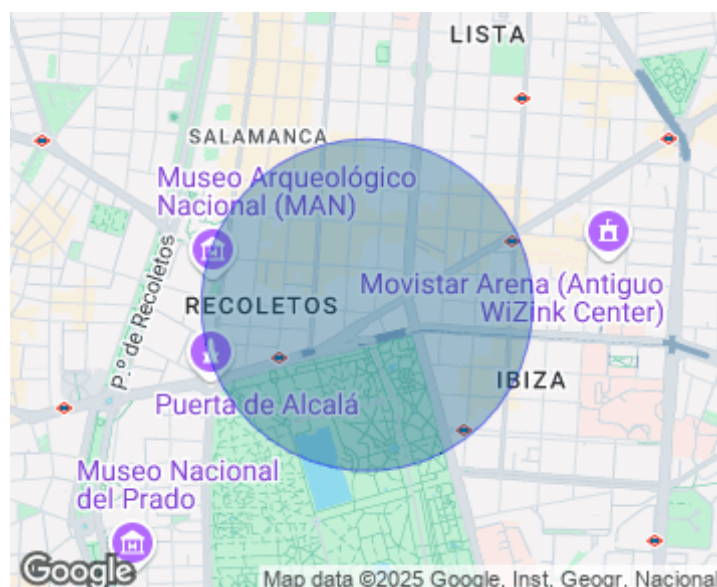 LISTA
SALAMANCA
Museo Arqueológico
Nacional (MAN)
P.º de Recoletos
RECOLETOS
Movistar Arena (Antiguo
WiZink Center)
IBIZA
Puerta de Alcalá
Museo Nacional
del Prado
Google
Map data ©2025 Google, Inst. Geogr. Nacional